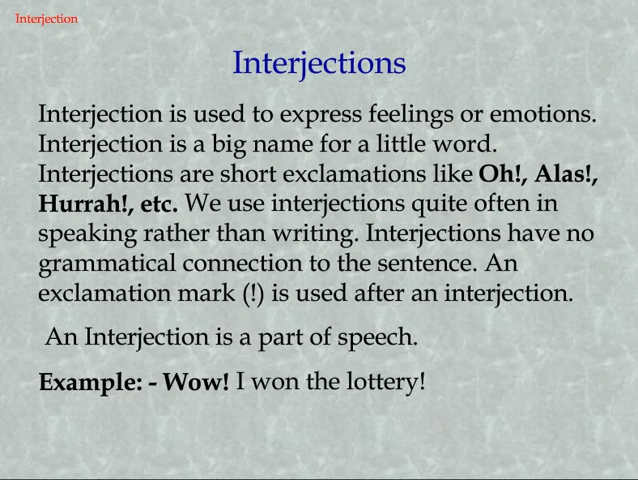 Interjection
Interjections
Interjection is used to express feelings or emotions.
Interjection is a big name for a little word.
Interjections are short exclamations like Oh!, Alas!,
Hurrah!, etc. We use interjections quite often in
speaking rather than writing. Interjections have no
grammatical connection to the sentence. An
exclamation mark (!) is used after an interjection.
An Interjection is a part of speech.
Example: - Wow! I won the lottery!